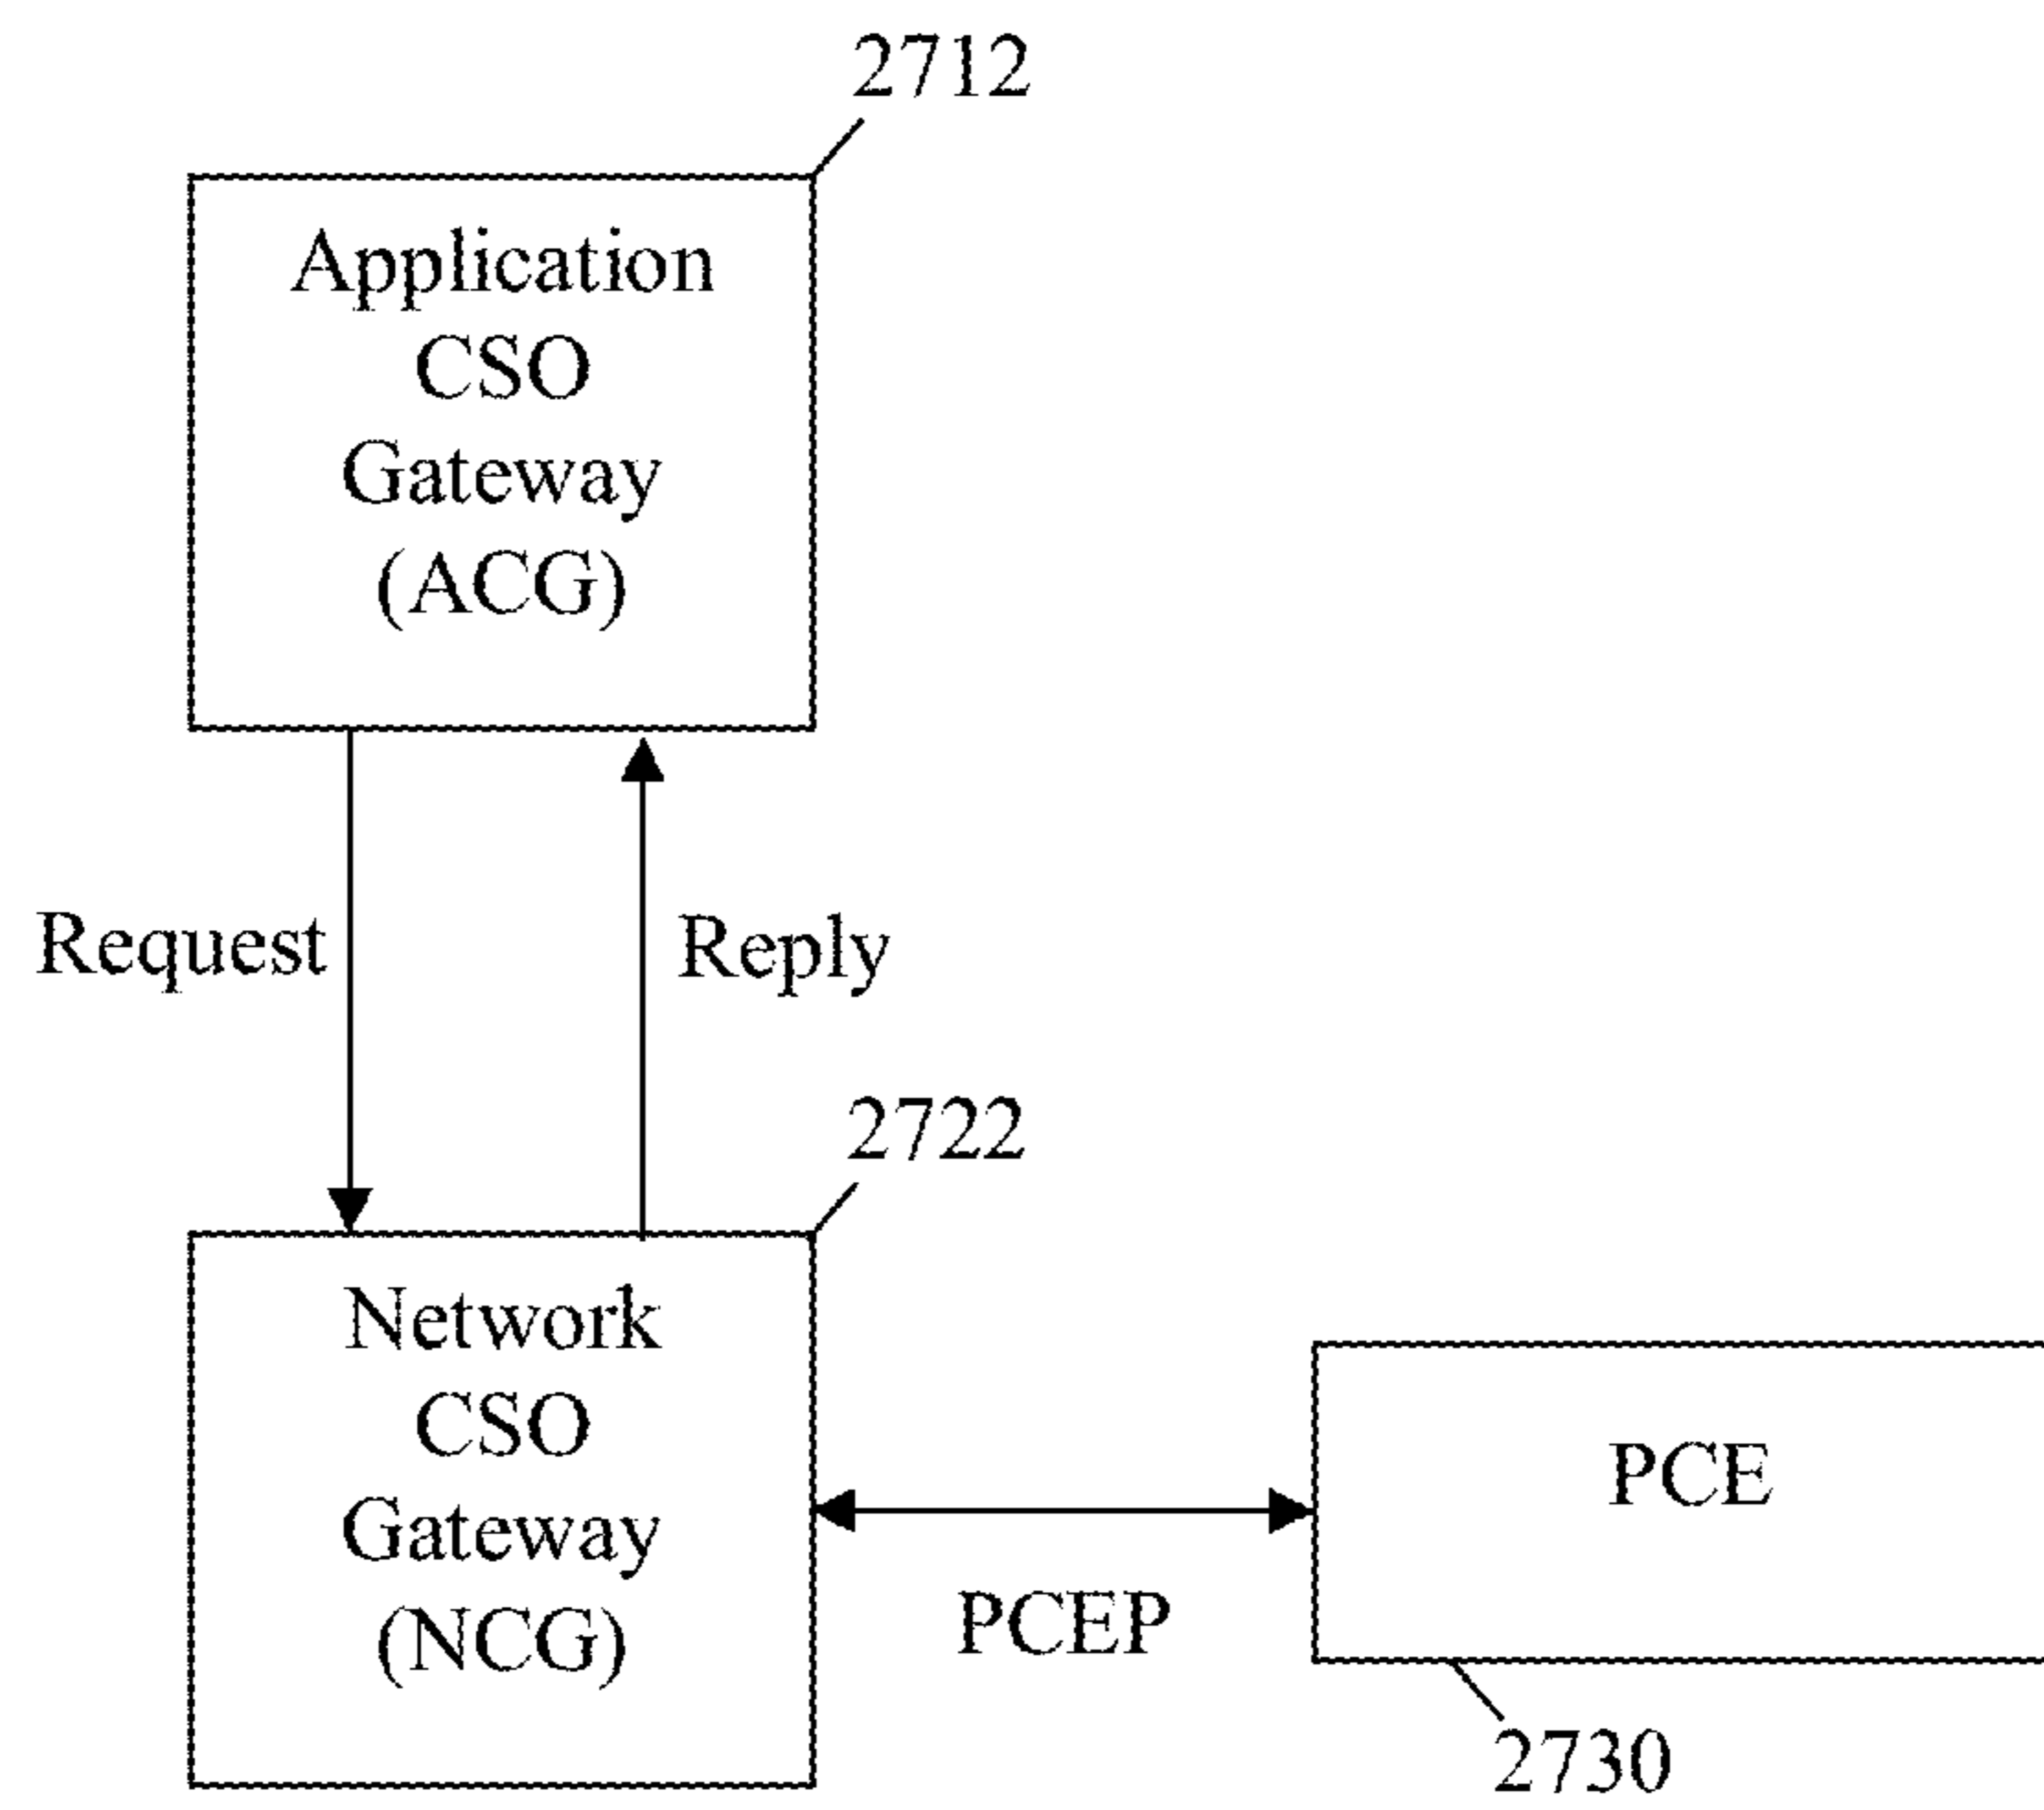 2712
Application
CSO
Gateway
(ACG)
Request
Reply
2722
Network
CSO
Gateway
(NCG)
PCE
PCEP
2730